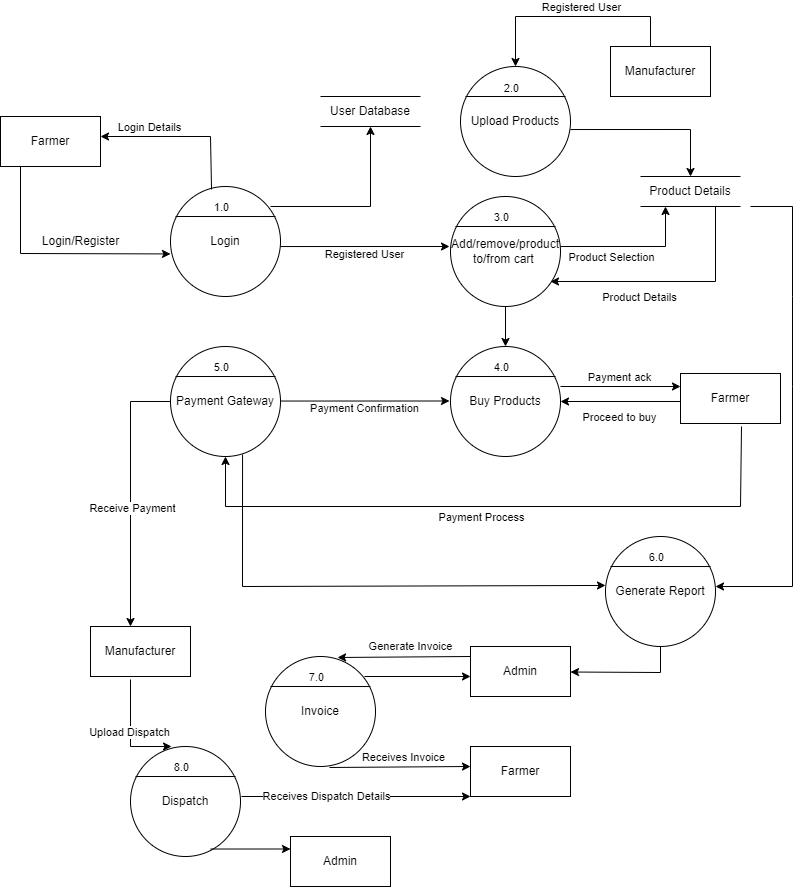 Registered User
Manufacturer
2.0
Upload Products
User Database
Login Details
Farmer
Product Details
1.0
Login
3.0
Add/remove/product
to/from cart
Login/Register
Registered User
Product Selection
Product Details
5.0
Payment Gateway
4.0
Buy Products
Payment ack
Farmer
Payment Confirmation
Proceed to buy
Receive Payment
Payment Process
6.0
Generate Report
Manufacturer
Generate Invoice
Admin
7.0
Invoice
Upload Dispatch
Receives Invoice
Farmer
8.0
Dispatch
Receives Dispatch Details
Admin